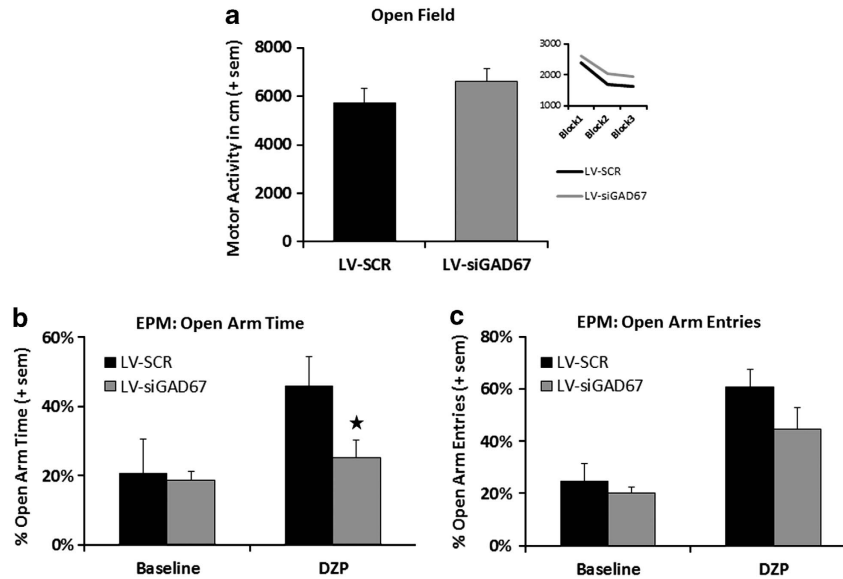 a
Open Field
Motor Activity in cm (+ sem)
8000
6000
4000
2000
0
LV-SCR
LV-siGAD67
3000
2000
1000
Block1
Block2
Block3
LV-SCR
LV-siGAD67
b
EPM: Open Arm Time
% Open Arm Time (+ sem)
60%
40%
20%
0%
LV-SCR
LV-siGAD67
Baseline
DZP
c
EPM: Open Arm Entries
% Open Arm Entries (+ sem)
80%
60%
40%
20%
0%
LV-SCR
LV-siGAD67
Baseline
DZP